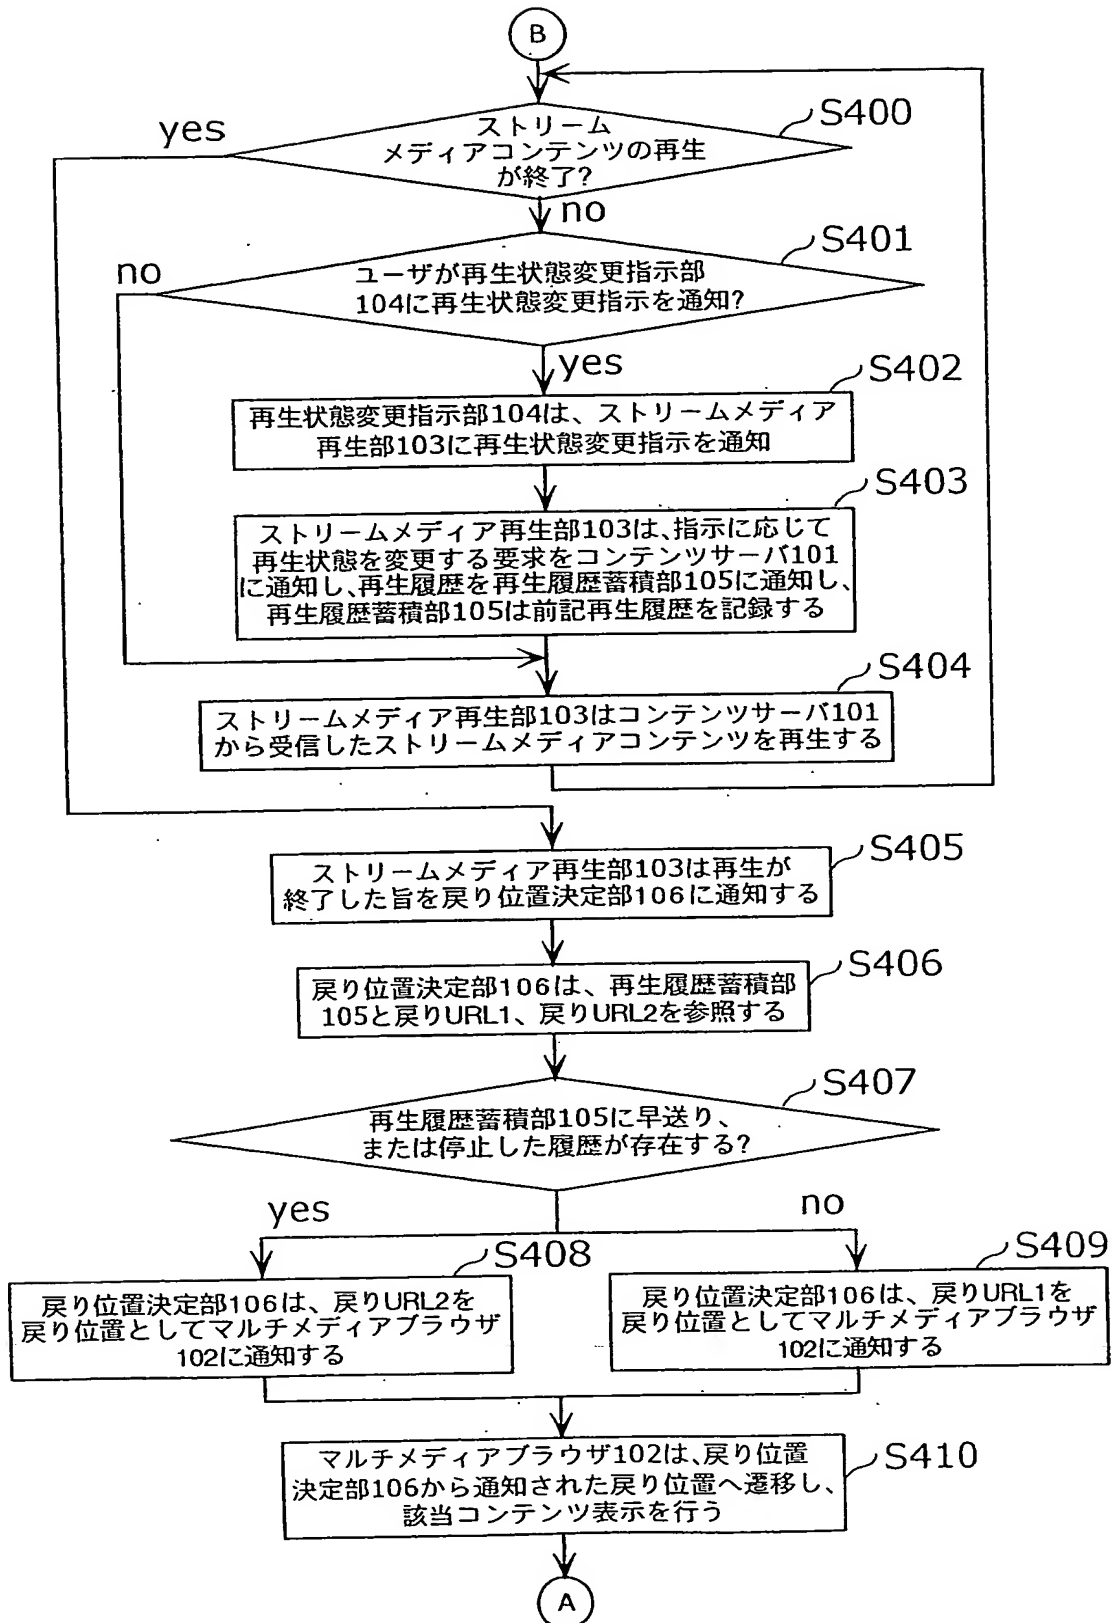 B
S400
yes
ストリーム
メディアコンテンツの再生
が終了?
no
S401
no
ユーザが再生状態変更指示部
104に再生状態変更指示を通知?
yes
S402
再生状態変更指示部104は、ストリームメディア
再生部103に再生状態変更指示を通知
S403
ストリームメディア再生部103は、指示に応じて
再生状態を変更する要求をコンテンツサーバ101
に通知し、再生履歴を再生履歴蓄積部105に通知し、
再生履歴蓄積部105は前記再生履歴を記録する
S404
ストリームメディア再生部103はコンテンツサーバ101
から受信したストリームメディアコンテンツを再生する
S405
ストリームメディア再生部103は再生が
終了した旨を戻り位置決定部106に通知する
S406
戻り位置決定部106は、再生履歴蓄積部
105と戻りURL1、戻りURL2を参照する
S407
再生履歴蓄積部105に早送り、
または停止した履歴が存在する?
yes
no
S408
戻り位置決定部106は、戻りURL2を
戻り位置としてマルチメディアブラウザ
102に通知する
S409
戻り位置決定部106は、戻りURL1を
戻り位置としてマルチメディアブラウザ
102に通知する
S410
マルチメディアブラウザ102は、戻り位置
決定部106から通知された戻り位置へ遷移し、
該当コンテンツ表示を行う
A